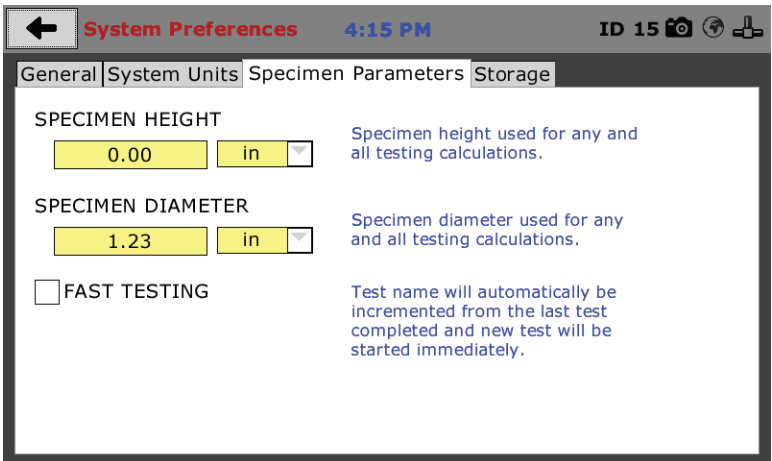 System Preferences 4:15 PM ID 15
General System Units Specimen Parameters Storage
SPECIMEN HEIGHT
0.00 in
Specimen height used for any and
all testing calculations.
SPECIMEN DIAMETER
1.23 in
Specimen diameter used for any
and all testing calculations.
FAST TESTING
Test name will automatically be
incremented from the last test
completed and new test will be
started immediately.